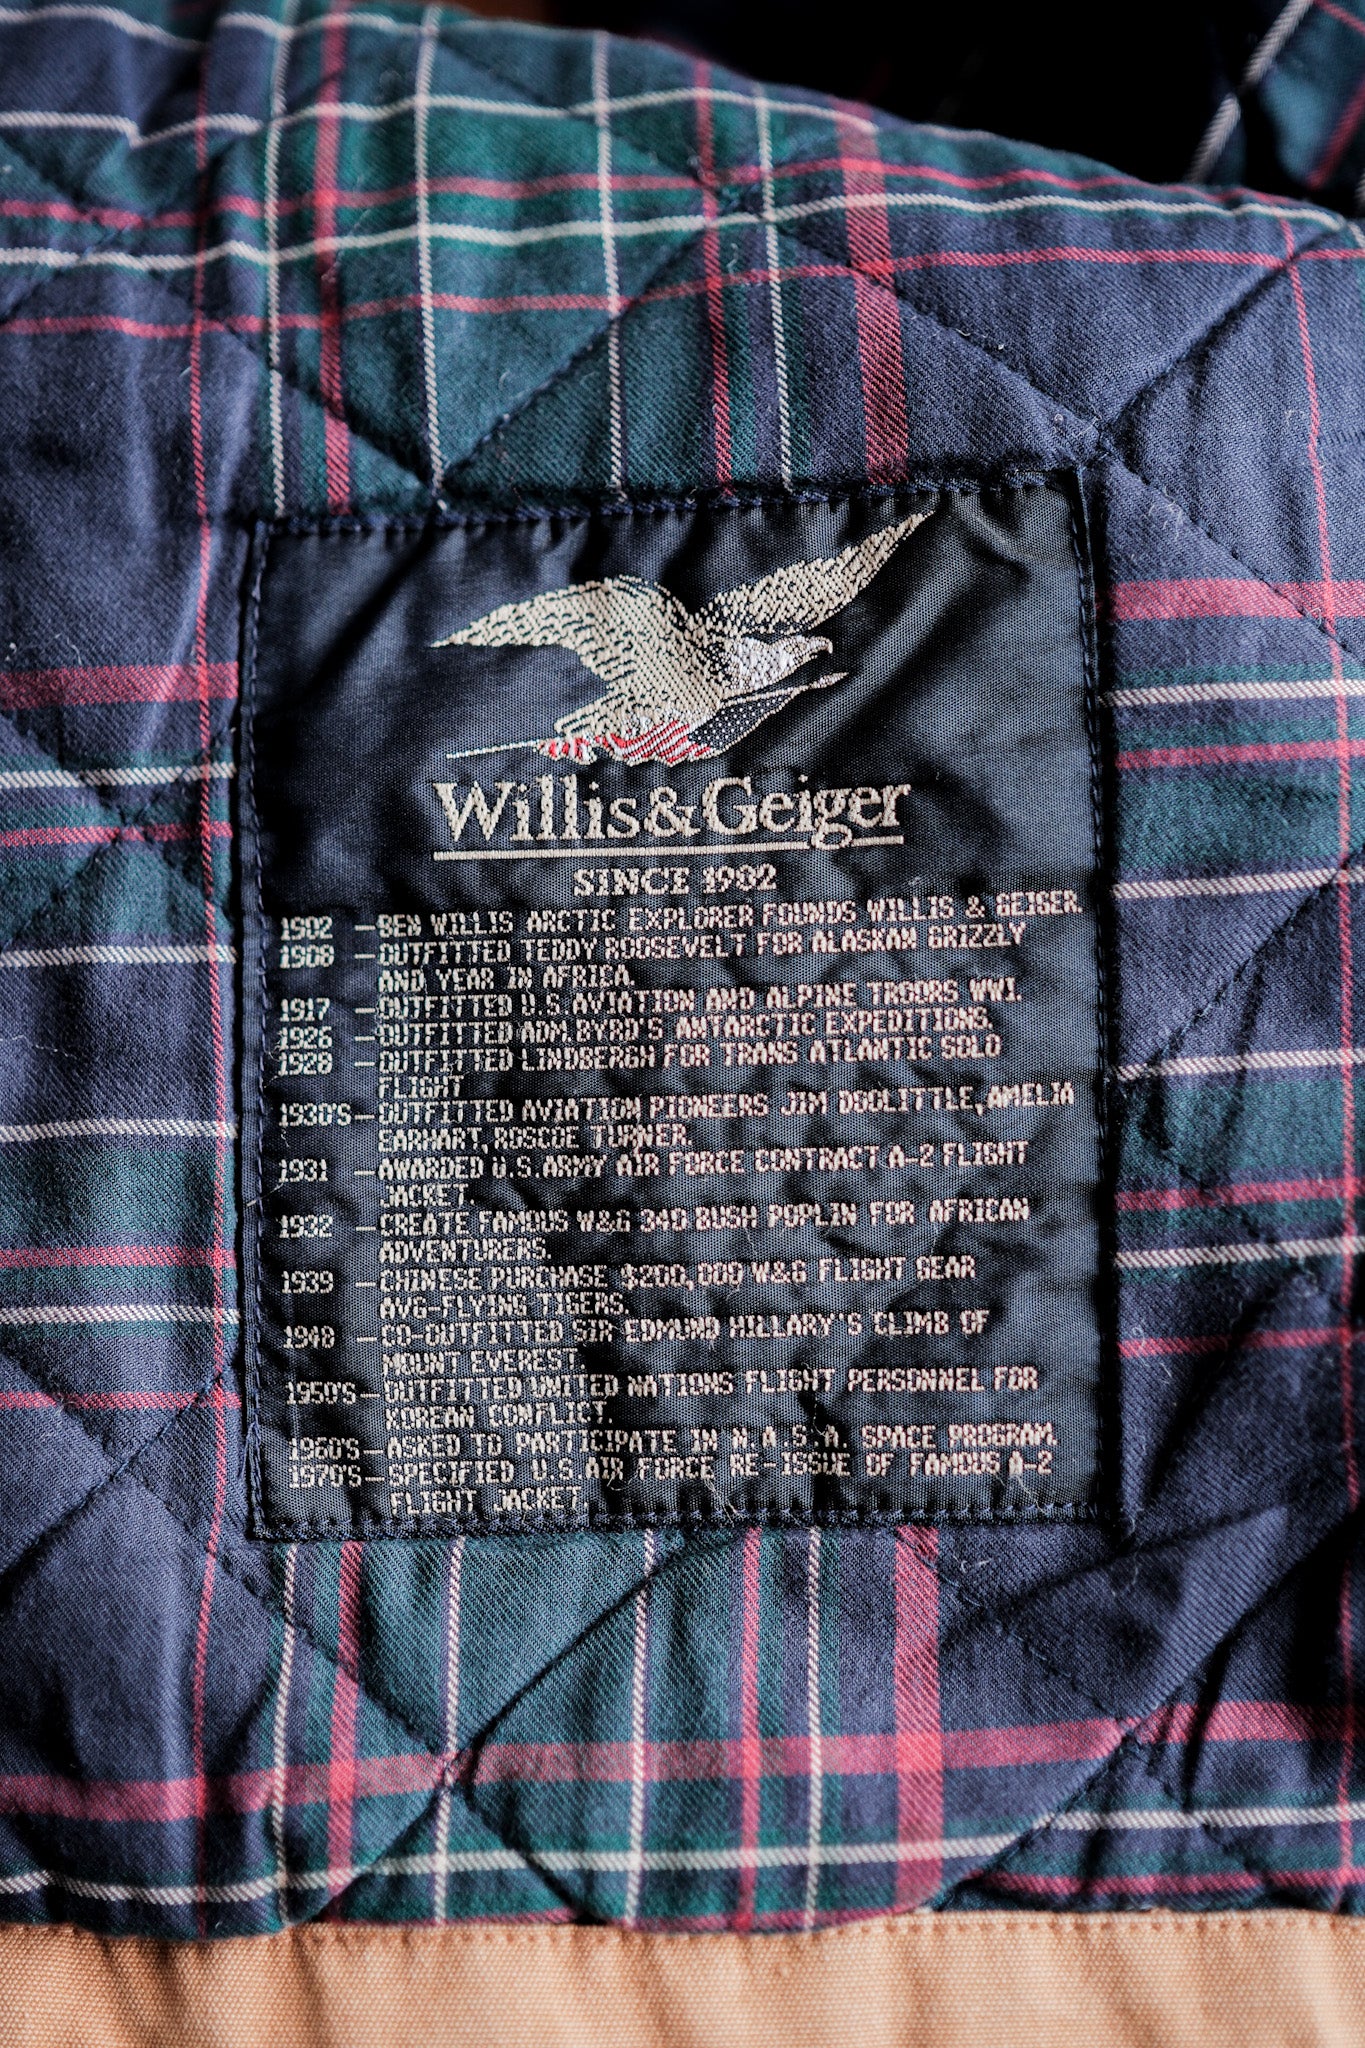 Willis & Geiger
SINCE 1902
1902 – BEN WILLIS ARCTIC EXPLORER FOUNDS WILLIS & GEIGER.
1908 – OUTFITTED TEDDY ROOSEVELT FOR ALASKAN GRIZZLY
AND YEAR IN AFRICA.
1917 – OUTFITTED U.S. AVIATION AND ALPINE TROOPS WWI.
1926 – OUTFITTED ADM. BYRD'S ANTARCTIC EXPEDITIONS.
1928 – OUTFITTED LINDBERGH FOR TRANS ATLANTIC SOLO
FLIGHT
1930'S – OUTFITTED AVIATION PIONEERS JIM DOOLITTLE, AMELIA
EARHART, ROSCOE TURNER.
1931 – AWARDED U.S. ARMY AIR FORCE CONTRACT A-2 FLIGHT
JACKET.
1932 – CREATE FAMOUS W&G 340 BUSH POPLIN FOR AFRICAN
ADVENTURERS.
1939 – CHINESE PURCHASE $200,000 W&G FLIGHT GEAR
AVG-FLYING TIGERS.
1948 – CO-OUTFITTED SIR EDMUND HILLARY'S CLIMB OF
MOUNT EVEREST.
1950'S – OUTFITTED UNITED NATIONS FLIGHT PERSONNEL FOR
KOREAN CONFLICT.
1960'S – ASKED TO PARTICIPATE IN N.A.S.A. SPACE PROGRAM.
1970'S – SPECIFIED U.S. AIR FORCE RE-ISSUE OF FAMOUS A-2
FLIGHT JACKET.